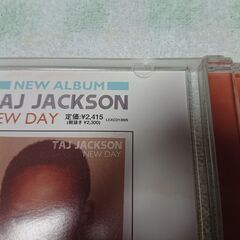 NEW ALBUM
TAJ JACKSON
NEW DAY
定価:¥2,415
(税抜き ¥2,300)
TAJ JACKSON
NEW DAY